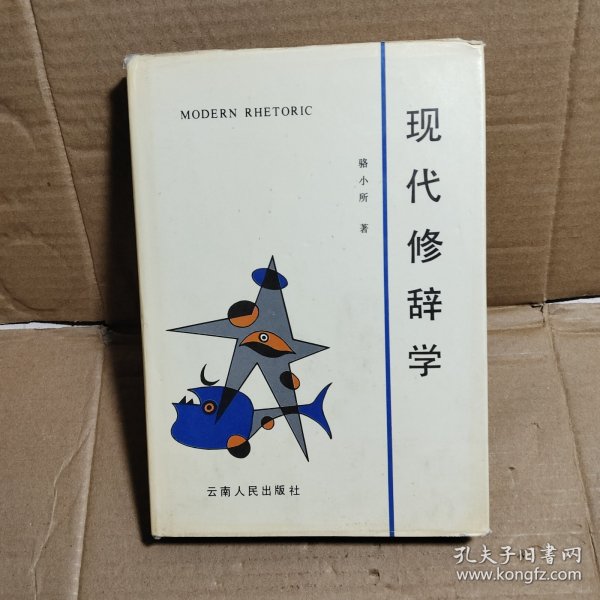 MODERN RHETORIC
现代修辞学
骆小所 著
云南人民出版社
孔夫子旧书网
www.kongfz.com